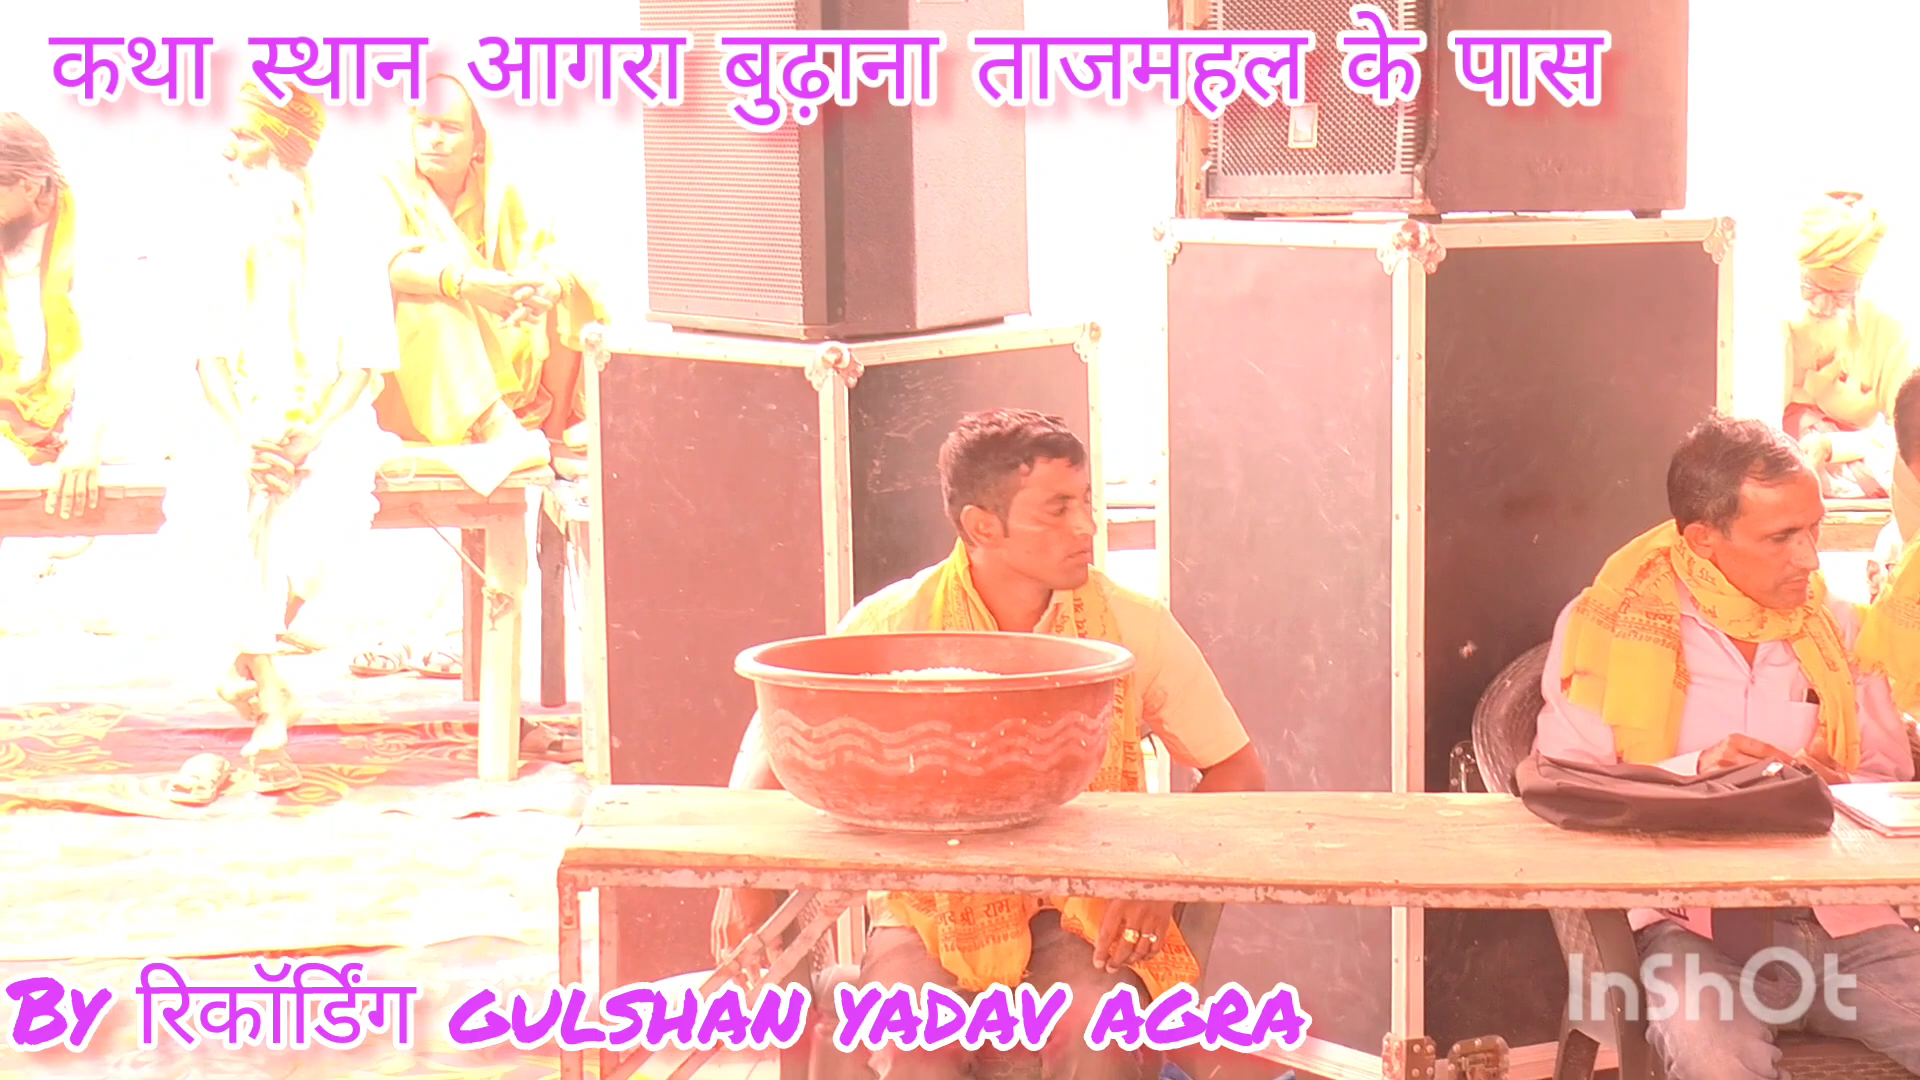 कथा स्थान आगरा बुढ़ाना ताजमहल के पास
श्री राम
By रिकॉर्डिंग GULSHAN YADAV AGRA
InShOt